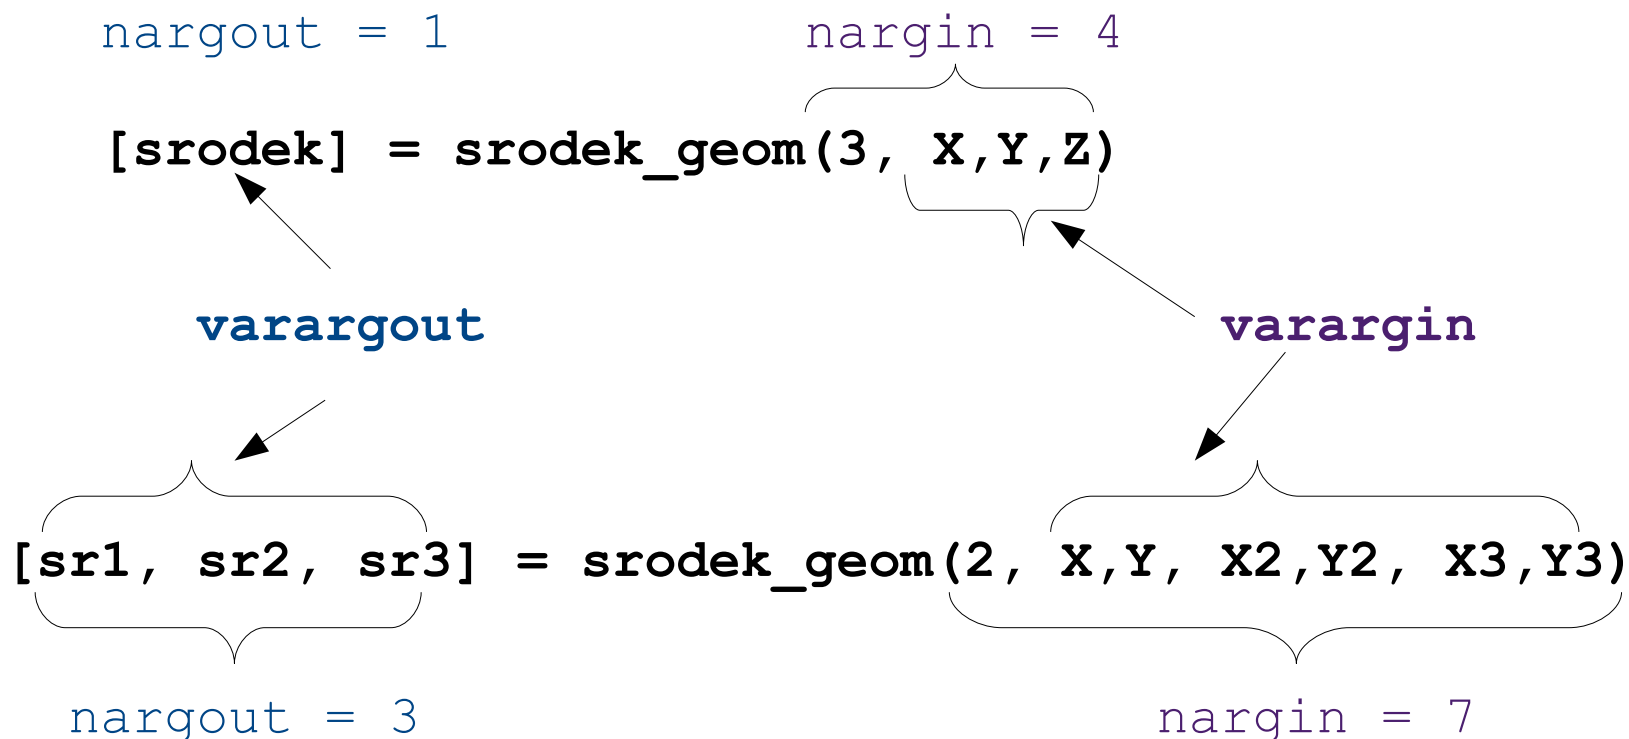 nargout = 1 nargin = 4
[srodek] = srodek_geom(3, X,Y,Z)
varargout varargin
[sr1, sr2, sr3] = srodek_geom(2, X,Y, X2,Y2, X3,Y3)
nargout = 3 nargin = 7